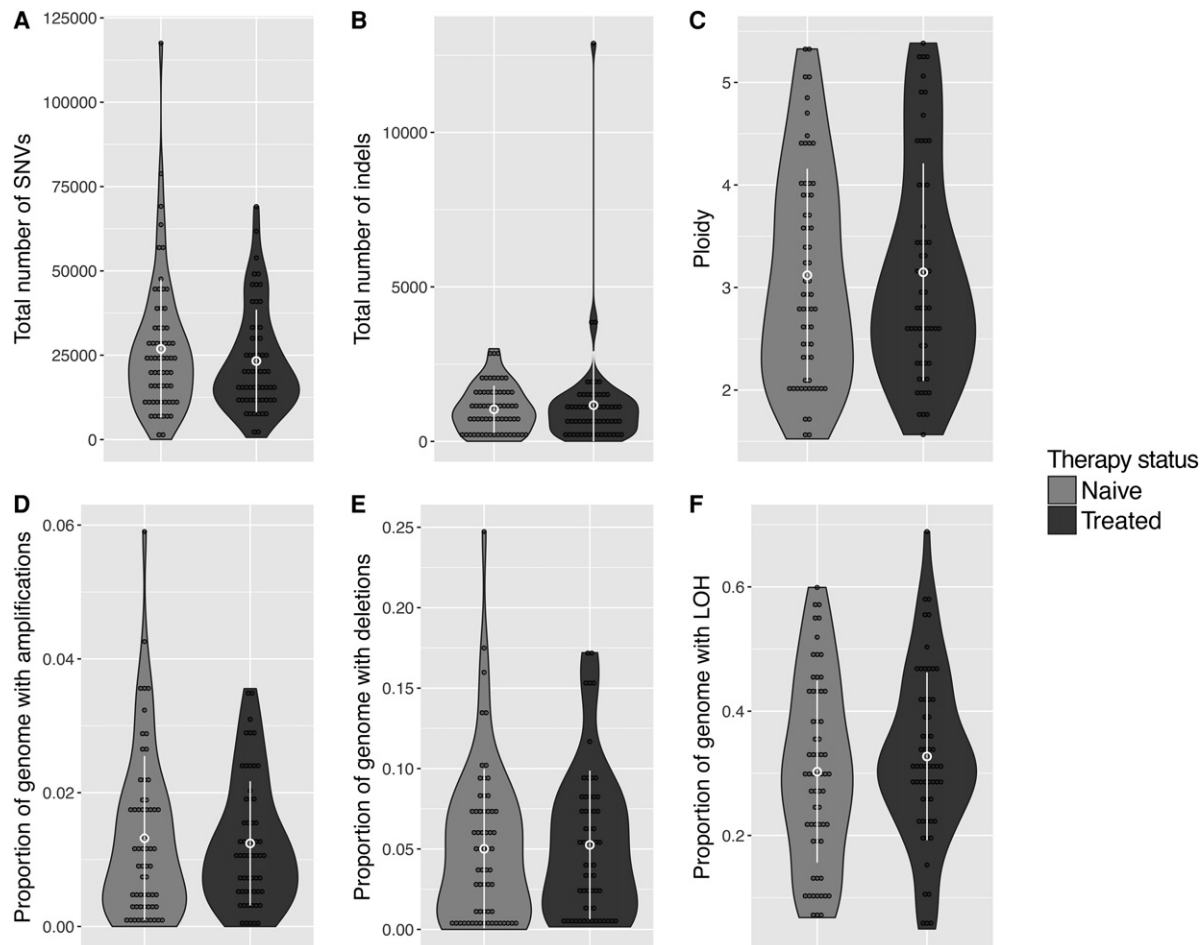 A
Total number of SNVs
125000
100000
75000
50000
25000
0
B
Total number of indels
10000
5000
0
C
Ploidy
5
4
3
2
Therapy status
Naive
Treated
D
Proportion of genome with amplifications
0.06
0.04
0.02
0.00
E
Proportion of genome with deletions
0.25
0.20
0.15
0.10
0.05
0.00
F
Proportion of genome with LOH
0.6
0.4
0.2